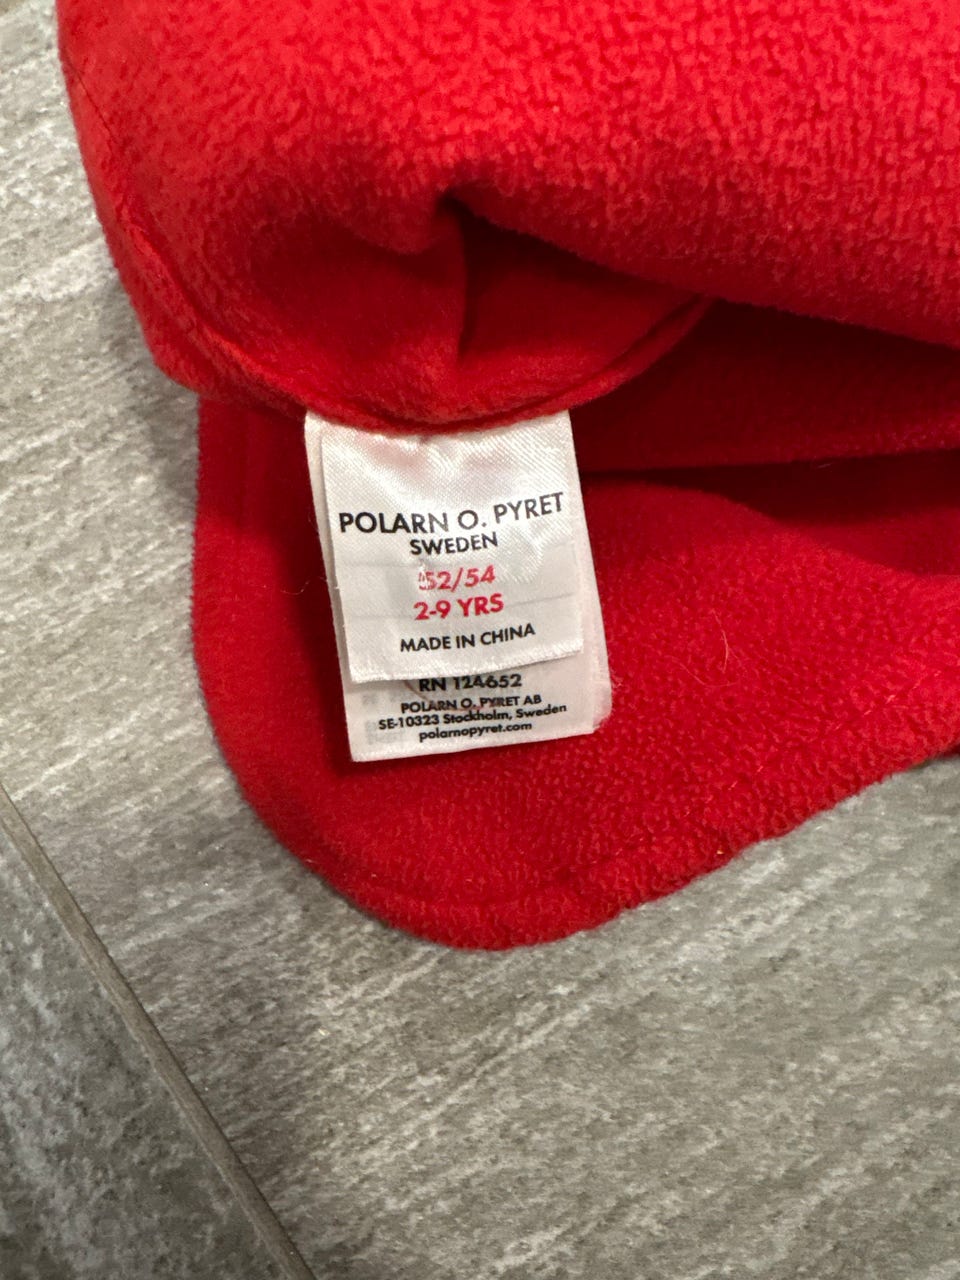 POLARN O. PYRET
SWEDEN
52/54
2-9 YRS
MADE IN CHINA
RN 124652
POLARN O. PYRET AB
SE-10323 Stockholm, Sweden
polarnopyret.com